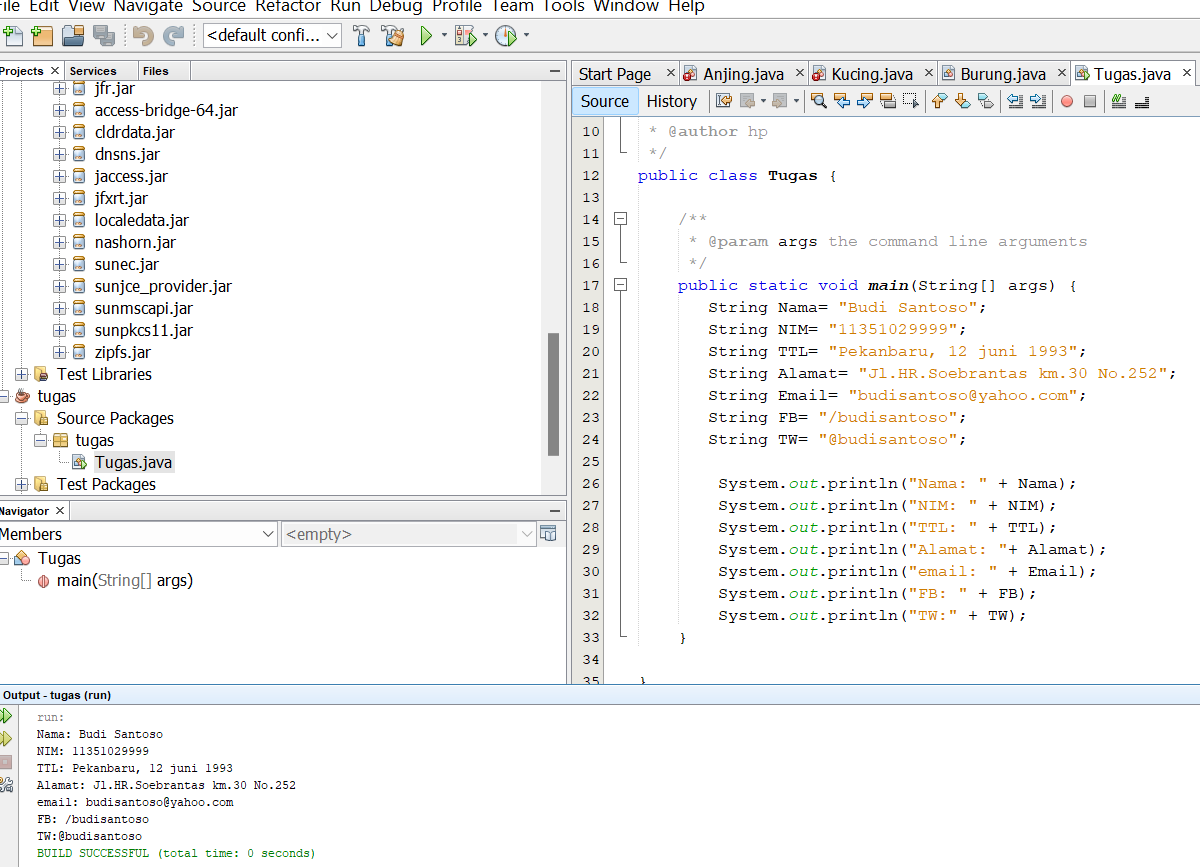 File Edit View Navigate Source Refactor Run Debug Profile Team Tools Window Help
<default confi...
Projects Services Files
jfr.jar
access-bridge-64.jar
cldrdata.jar
dnsns.jar
jaccess.jar
jfxrt.jar
localedata.jar
nashorn.jar
sunec.jar
sunjce_provider.jar
sunmscapi.jar
sunpkcs11.jar
zipfs.jar
Test Libraries
tugas
Source Packages
tugas
Tugas.java
Test Packages
Navigator
Members <empty>
Tugas
main(String[] args)
Start Page Anjing.java Kucing.java Burung.java Tugas.java
Source History
10 * @author hp
11 */
12 public class Tugas {
13
14 /**
15 * @param args the command line arguments
16 */
17 public static void main(String[] args) {
18 String Nama= "Budi Santoso";
19 String NIM= "11351029999";
20 String TTL= "Pekanbaru, 12 juni 1993";
21 String Alamat= "Jl.HR.Soebrantas km.30 No.252";
22 String Email= "budisantoso@yahoo.com";
23 String FB= "/budisantoso";
24 String TW= "@budisantoso";
25
26 System.out.println("Nama: " + Nama);
27 System.out.println("NIM: " + NIM);
28 System.out.println("TTL: " + TTL);
29 System.out.println("Alamat: "+ Alamat);
30 System.out.println("email: " + Email);
31 System.out.println("FB: " + FB);
32 System.out.println("TW:" + TW);
33 }
34
35 }
Output - tugas (run)
run:
Nama: Budi Santoso
NIM: 11351029999
TTL: Pekanbaru, 12 juni 1993
Alamat: Jl.HR.Soebrantas km.30 No.252
email: budisantoso@yahoo.com
FB: /budisantoso
TW:@budisantoso
BUILD SUCCESSFUL (total time: 0 seconds)